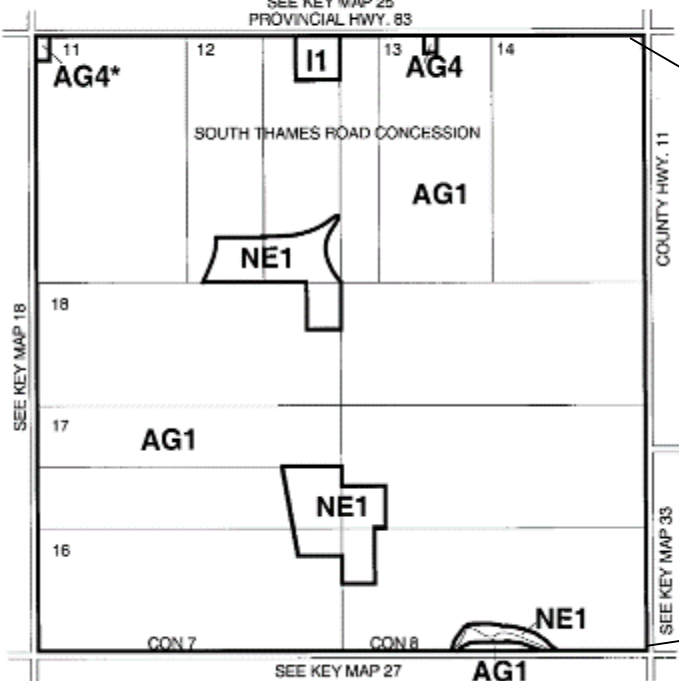 SEE KEY MAP 25
PROVINCIAL HWY. 83
11
12
I1
13
14
AG4*
AG4
SOUTH THAMES ROAD CONCESSION
AG1
COUNTY HWY. 11
NE1
18
SEE KEY MAP 18
17
AG1
NE1
16
SEE KEY MAP 33
NE1
CON 7
CON 8
SEE KEY MAP 27
AG1